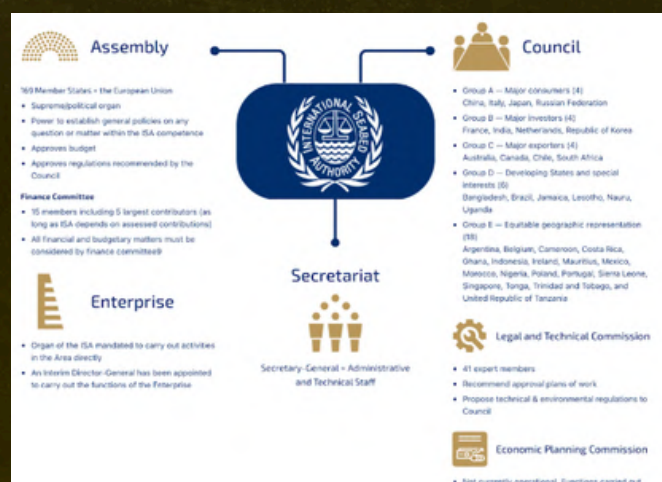 Assembly
169 Member States + the European Union
• Supreme/political organ
• Power to establish general policies on any
question or matter within the ISA competence
• Approves budget
• Approves regulations recommended by the
Council
Finance Committee
• 15 members including 5 largest contributors (as
long as ISA depends on assessed contributions)
• All financial and budgetary matters must be
considered by finance committee
Enterprise
• Organ of the ISA mandated to carry out activities
in the Area directly
• An Interim Director-General has been appointed
to carry out the functions of the Enterprise
INTERNATIONAL SEABED
AUTHORITY
Secretariat
Secretary-General + Administrative
and Technical Staff
Council
• Group A — Major consumers (4)
China, Italy, Japan, Russian Federation
• Group B — Major investors (4)
France, India, Netherlands, Republic of Korea
• Group C — Major exporters (4)
Australia, Canada, Chile, South Africa
• Group D — Developing States and special
interests (6)
Bangladesh, Brazil, Jamaica, Lesotho, Nauru,
Uganda
• Group E — Equitable geographic representation
(18)
Argentina, Belgium, Cameroon, Costa Rica,
Ghana, Indonesia, Ireland, Mauritius, Mexico,
Morocco, Nigeria, Poland, Portugal, Sierra Leone,
Singapore, Tonga, Trinidad and Tobago, and
United Republic of Tanzania
Legal and Technical Commission
• 41 expert members
• Recommend approval plans of work
• Propose technical & environmental regulations to
Council
Economic Planning Commission
• Not currently operational. Functions carried out